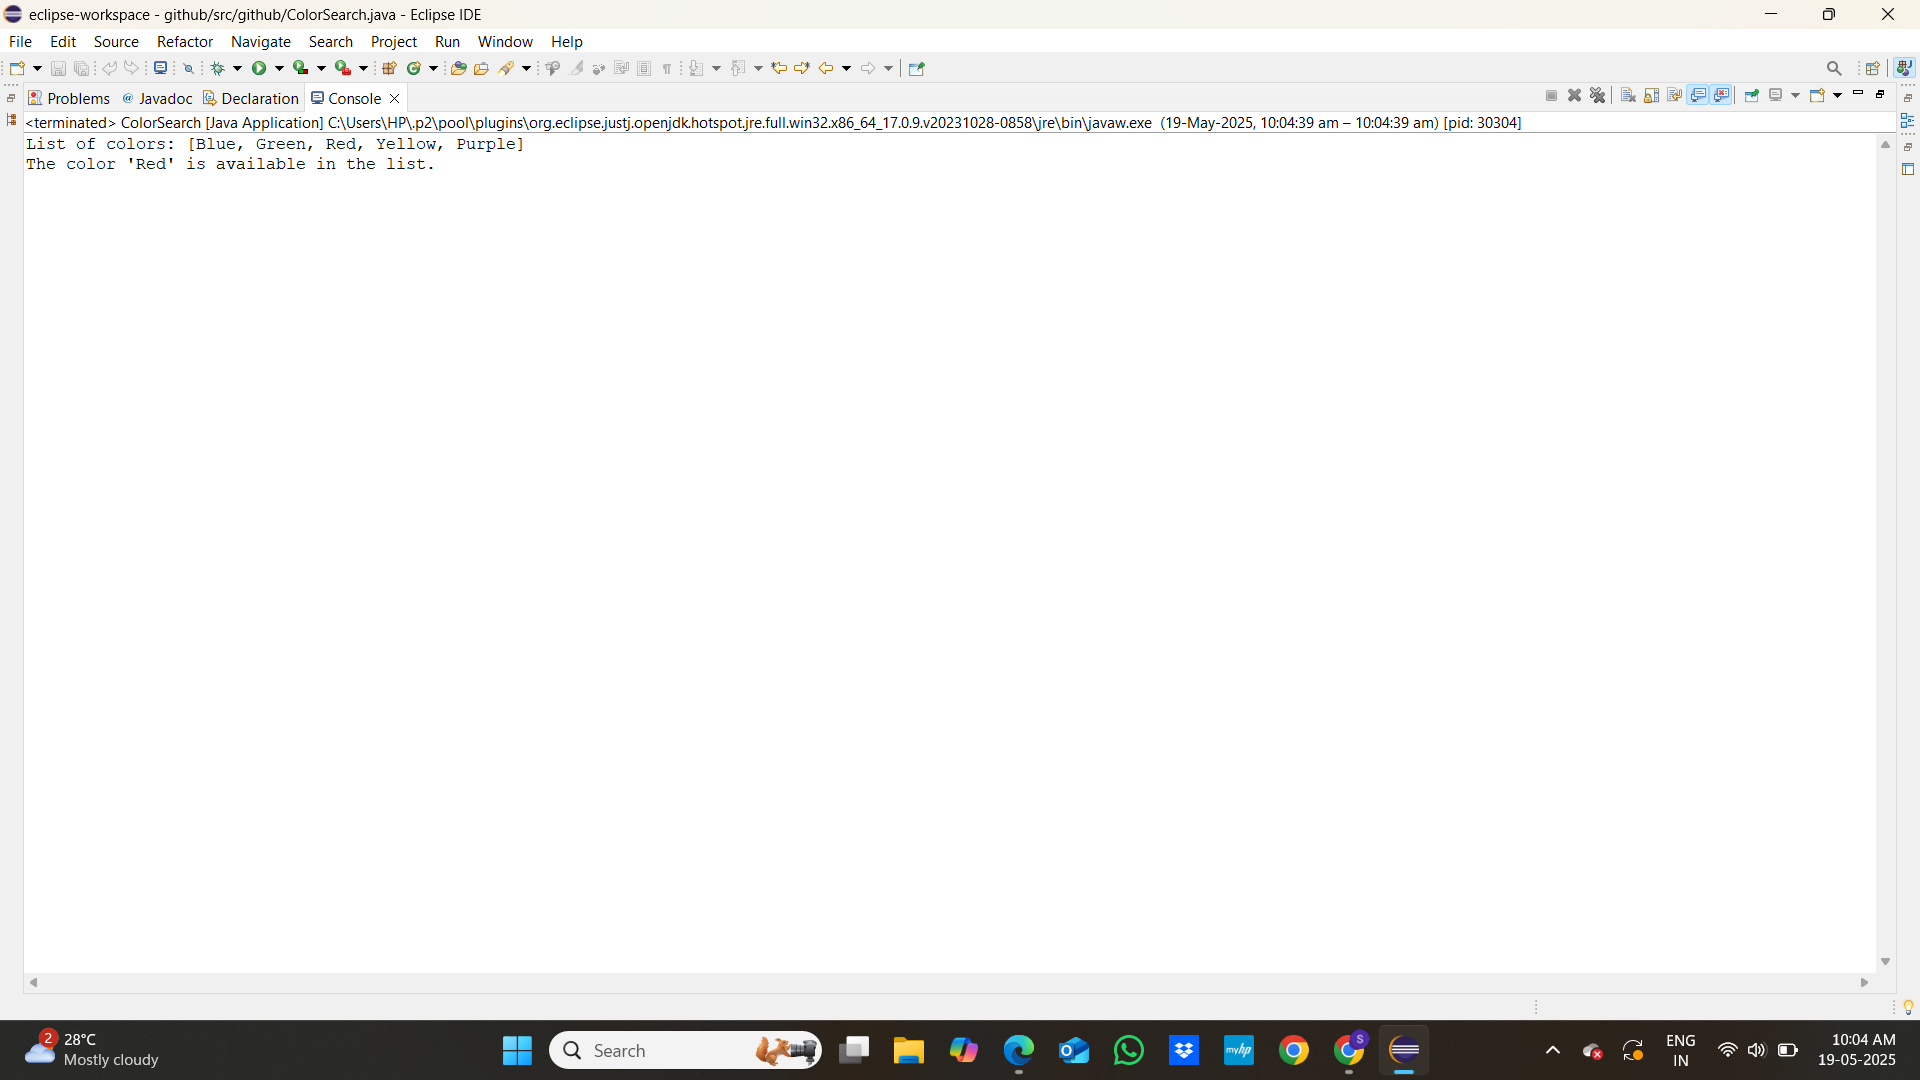 eclipse-workspace - github/src/github/ColorSearch.java - Eclipse IDE
File Edit Source Refactor Navigate Search Project Run Window Help
Problems Javadoc Declaration Console
<terminated> ColorSearch [Java Application] C:\Users\HP\.p2\pool\plugins\org.eclipse.justj.openjdk.hotspot.jre.full.win32.x86_64_17.0.9.v20231028-0858\jre\bin\javaw.exe (19-May-2025, 10:04:39 am – 10:04:39 am) [pid: 30304]
List of colors: [Blue, Green, Red, Yellow, Purple]
The color 'Red' is available in the list.
2
28°C
Mostly cloudy
Search
myhp
S
ENG
IN
10:04 AM
19-05-2025